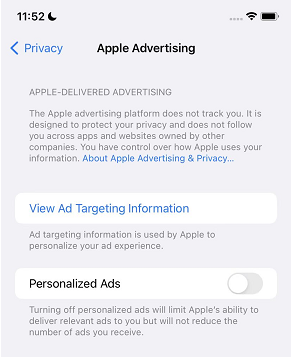 11:52
Privacy
Apple Advertising
APPLE-DELIVERED ADVERTISING
The Apple advertising platform does not track you. It is
designed to protect your privacy and does not follow
you across apps and websites owned by other
companies. You have control over how Apple uses your
information. About Apple Advertising & Privacy...
View Ad Targeting Information
Ad targeting information is used by Apple to
personalize your ad experience.
Personalized Ads
Turning off personalized ads will limit Apple's ability to
deliver relevant ads to you but will not reduce the
number of ads you receive.